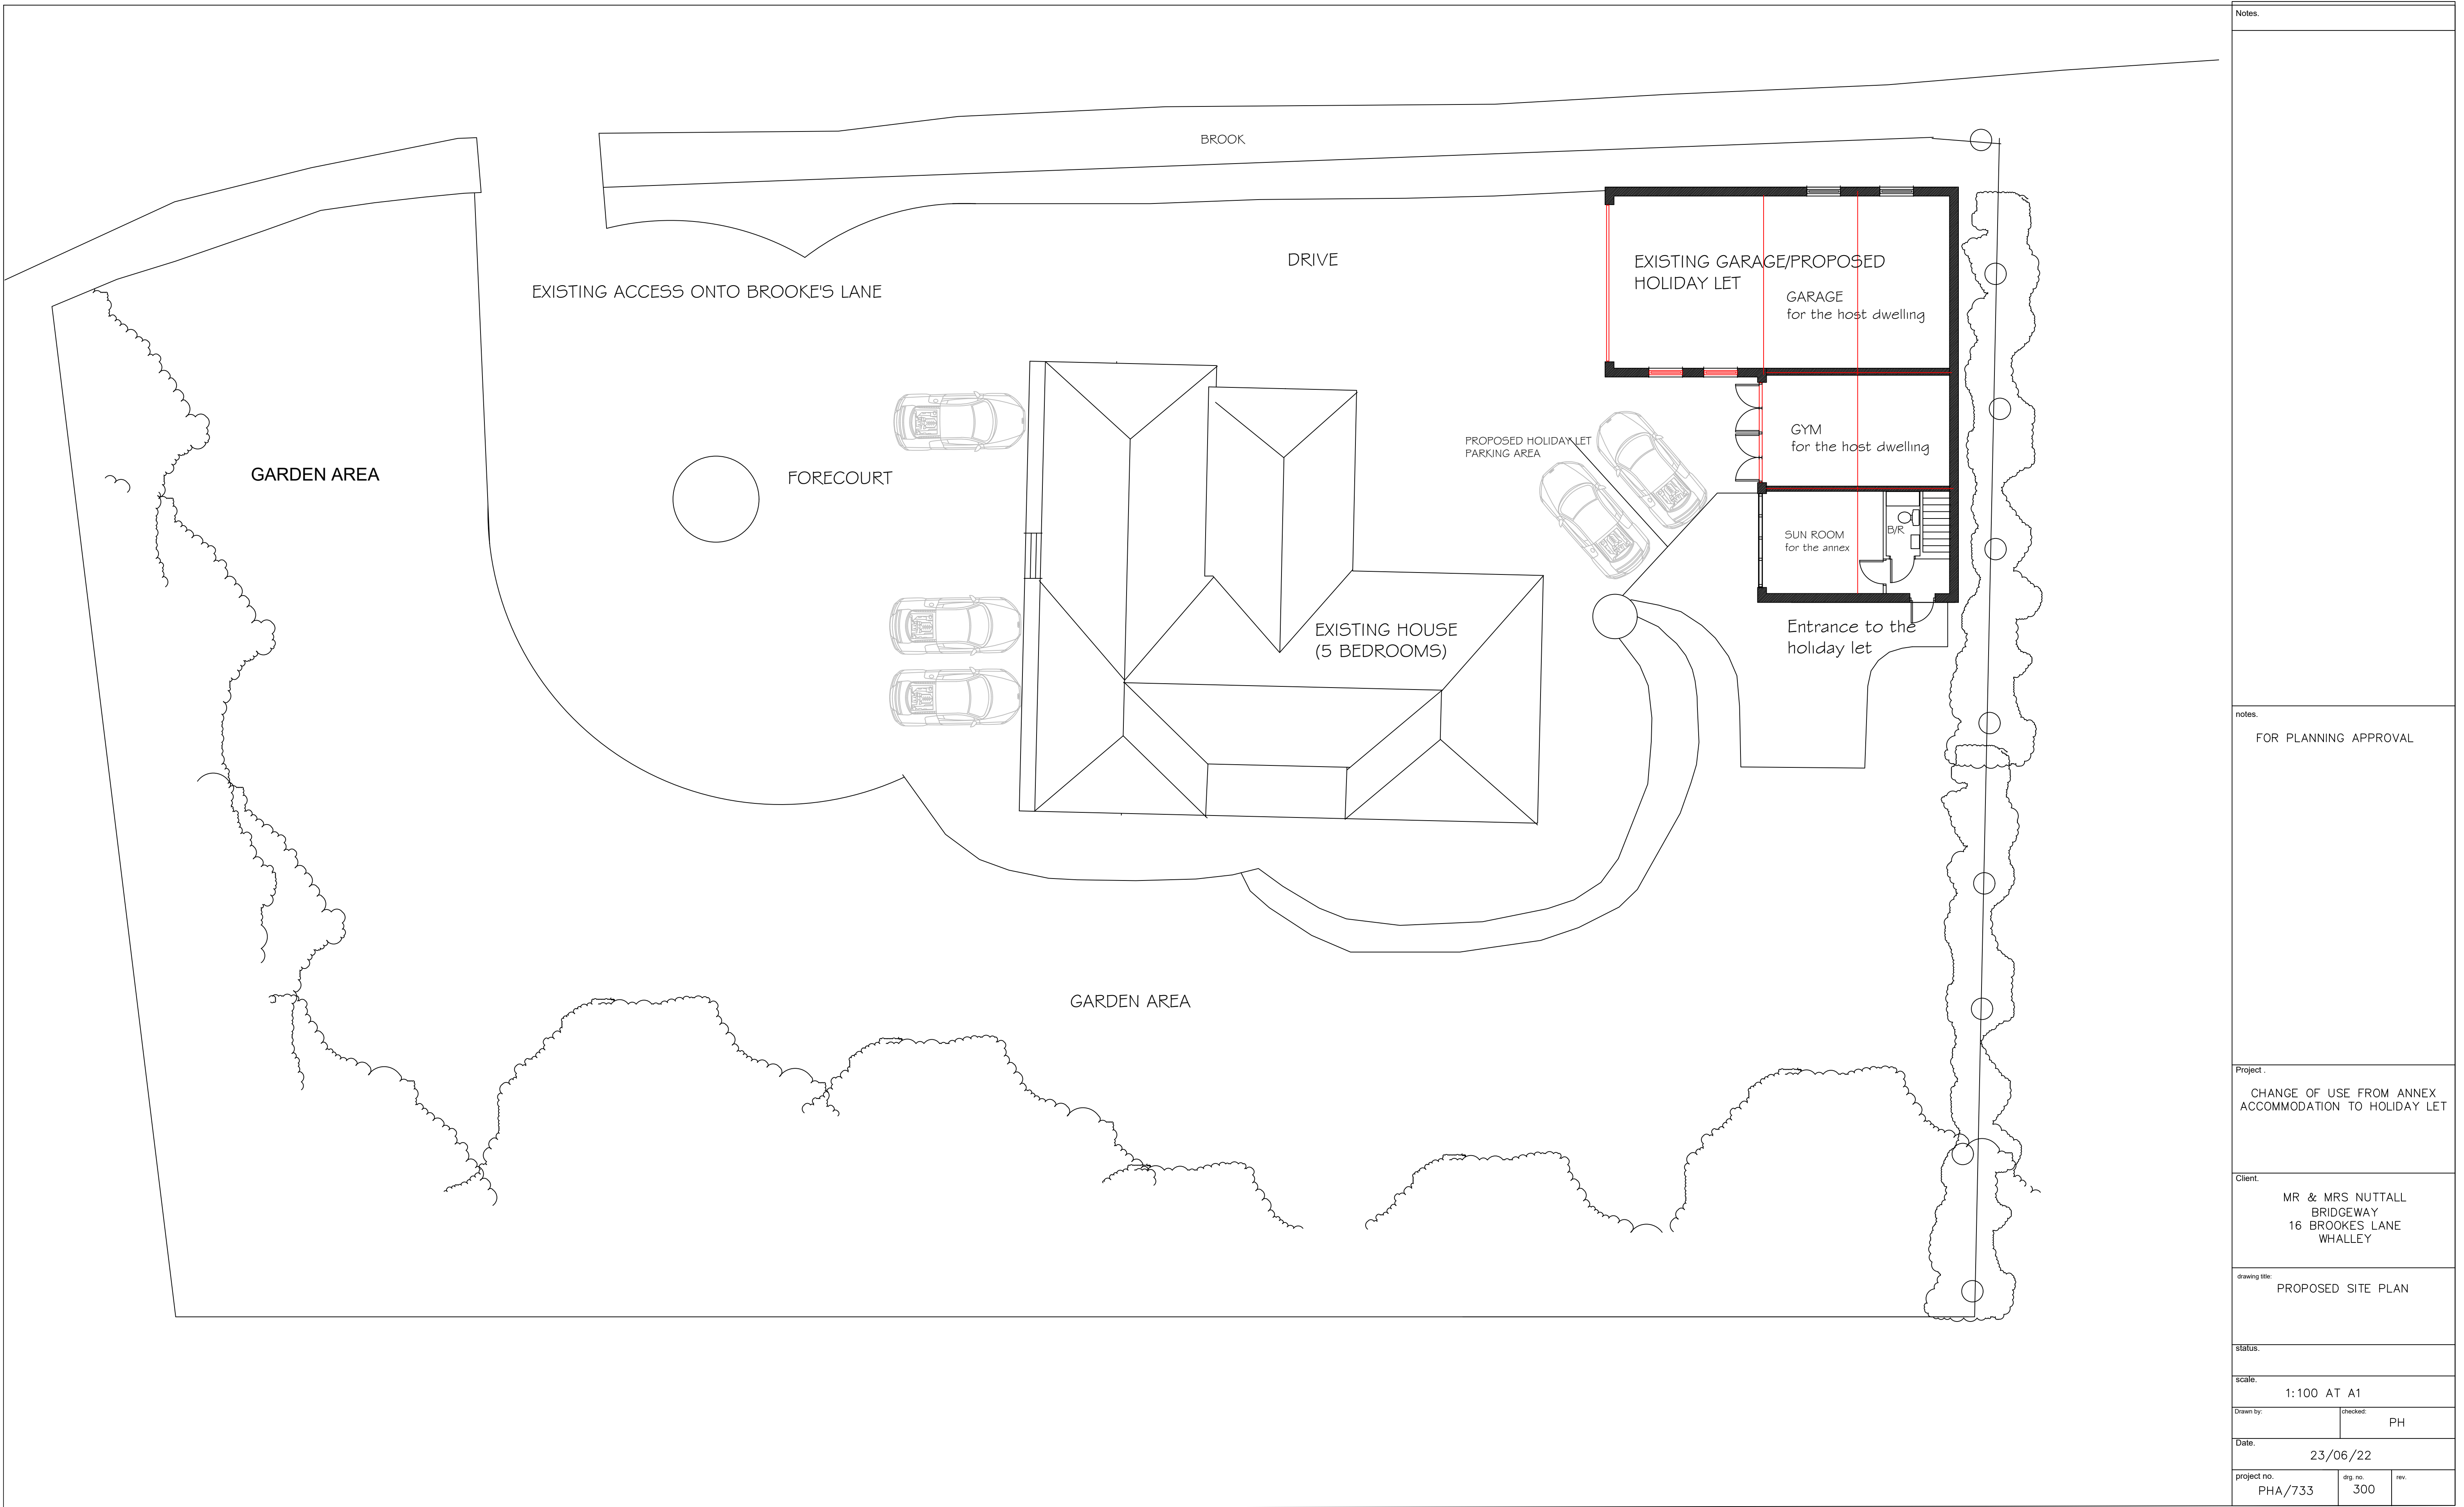 BROOK
DRIVE
EXISTING ACCESS ONTO BROOKE'S LANE
EXISTING GARAGE/PROPOSED
HOLIDAY LET
GARAGE
for the host dwelling
GARDEN AREA
FORECOURT
PROPOSED HOLIDAY LET
PARKING AREA
GYM
for the host dwelling
SUN ROOM
for the annex
B/R
EXISTING HOUSE
(5 BEDROOMS)
Entrance to the
holiday let
GARDEN AREA
Notes.
notes.
FOR PLANNING APPROVAL
Project .
CHANGE OF USE FROM ANNEX
ACCOMMODATION TO HOLIDAY LET
Client.
MR & MRS NUTTALL
BRIDGEWAY
16 BROOKES LANE
WHALLEY
drawing title:
PROPOSED SITE PLAN
status.
scale.
1:100 AT A1
Drawn by:
checked:
PH
Date.
23/06/22
project no.
PHA/733
drg. no.
300
rev.